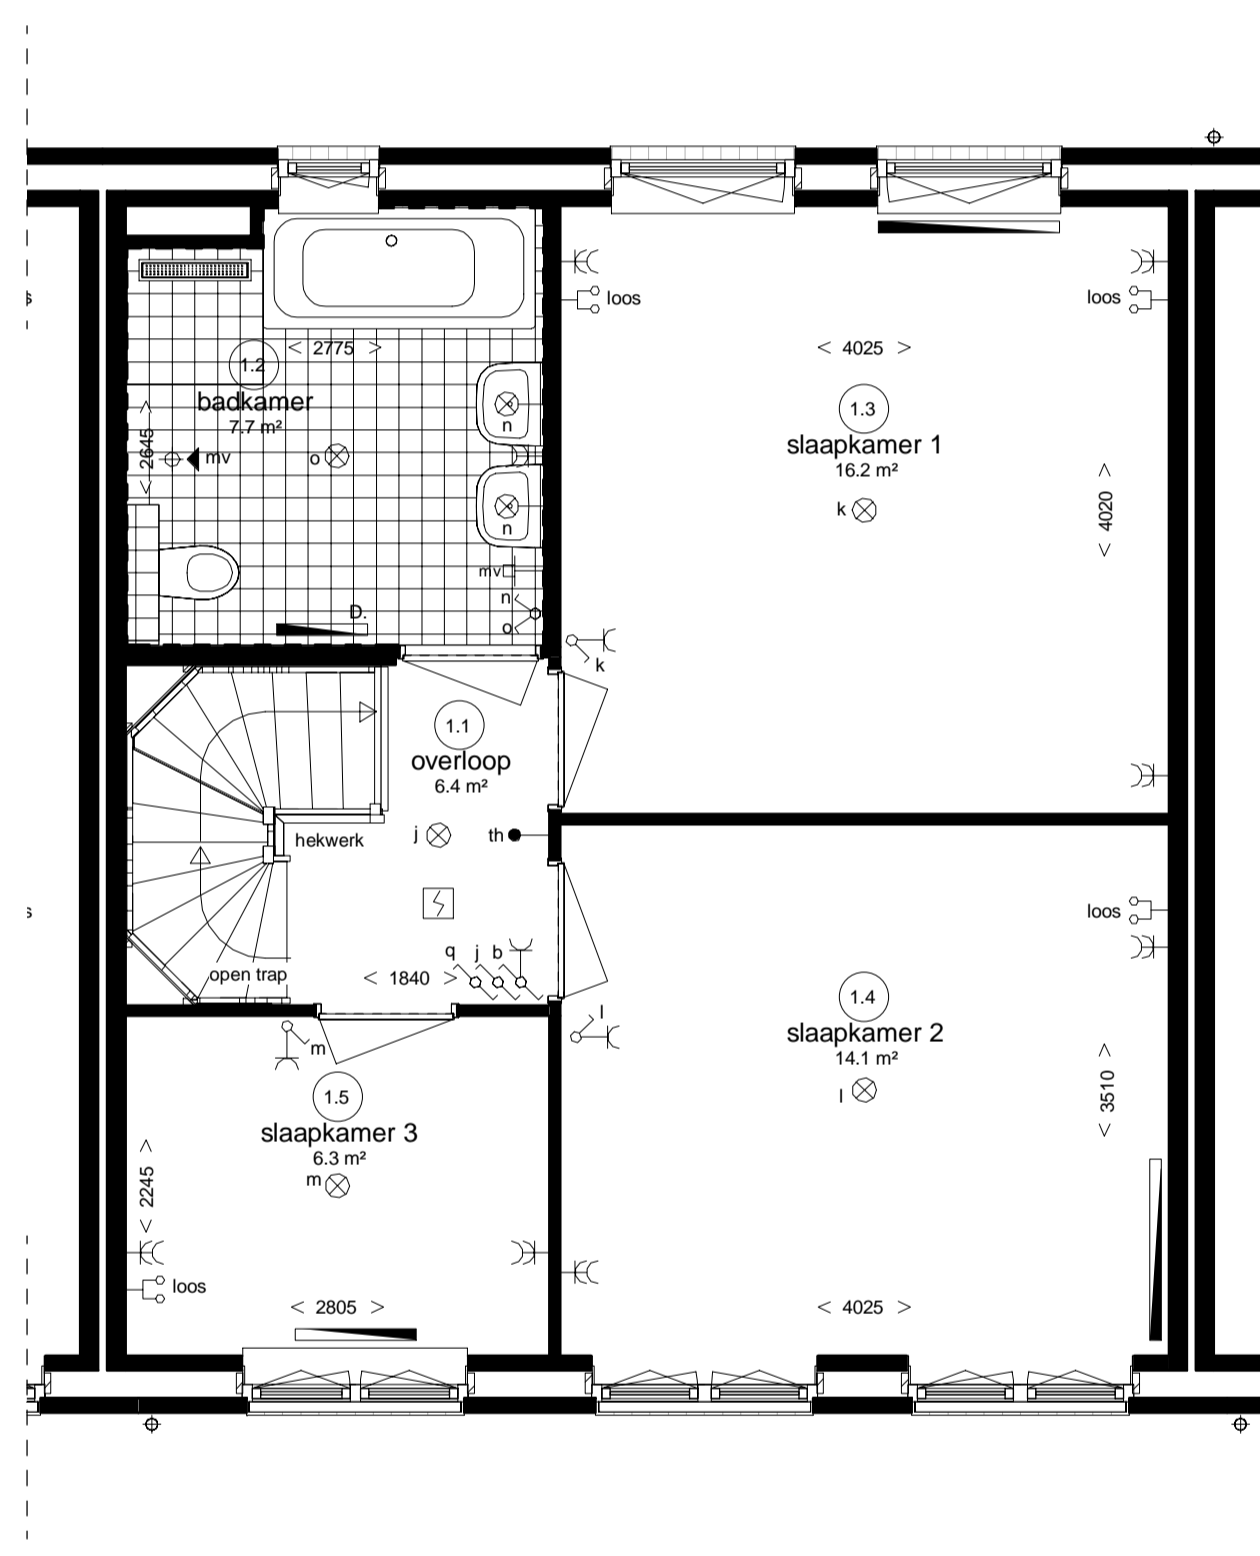 loos
loos
< 2775 >
< 4025 >
1.2
badkamer
7.7 m²
n
1.3
slaapkamer 1
16.2 m²
< 2645 >
mv
o
k
< 4020 >
n
mv
n
D.
o
k
1.1
overloop
6.4 m²
j
th
hekwerk
loos
q j b
open trap
< 1840 >
1.4
slaapkamer 2
14.1 m²
l
l
m
< 3510 >
1.5
slaapkamer 3
6.3 m²
m
< 2245 >
loos
< 2805 >
< 4025 >